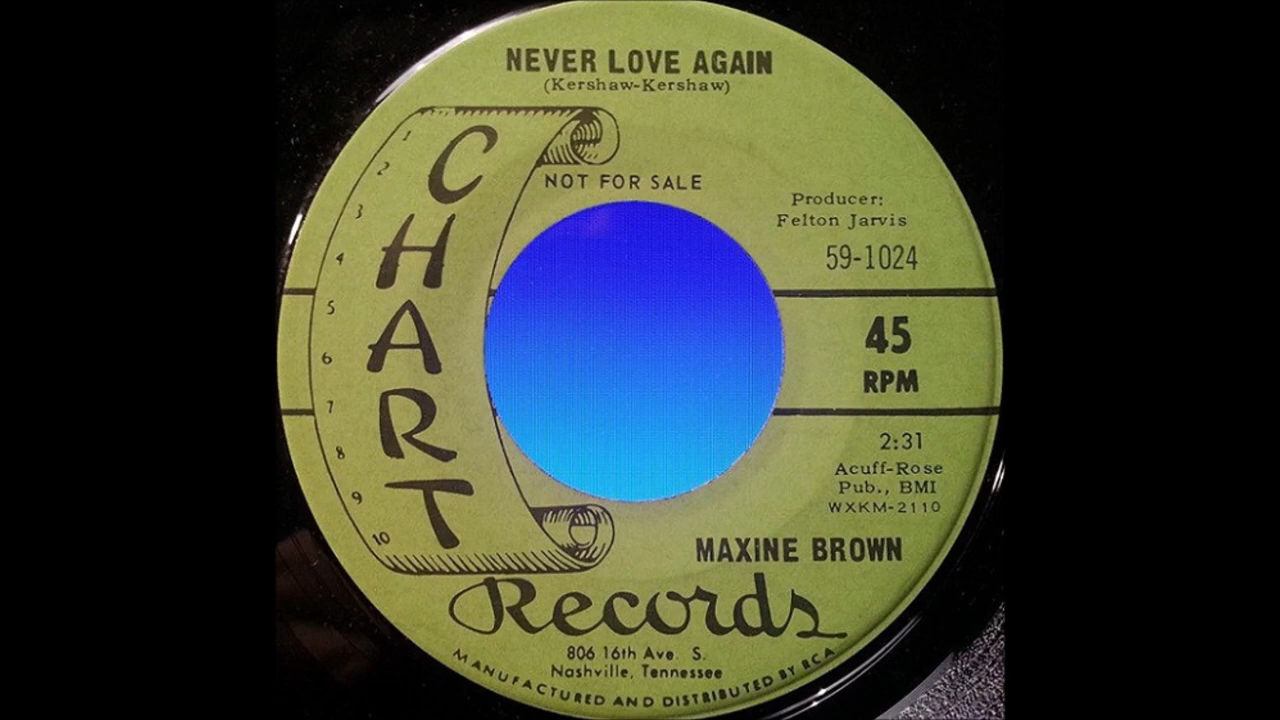 NEVER LOVE AGAIN
(Kershaw-Kershaw)
1
2
3
4
5
6
7
8
9
10
CHART
NOT FOR SALE
Producer:
Felton Jarvis
59-1024
45
RPM
2:31
Acuff-Rose
Pub., BMI
WXKM-2110
MAXINE BROWN
Records
806 16th Ave. S.
Nashville, Tennessee
MANUFACTURED AND DISTRIBUTED BY RCA